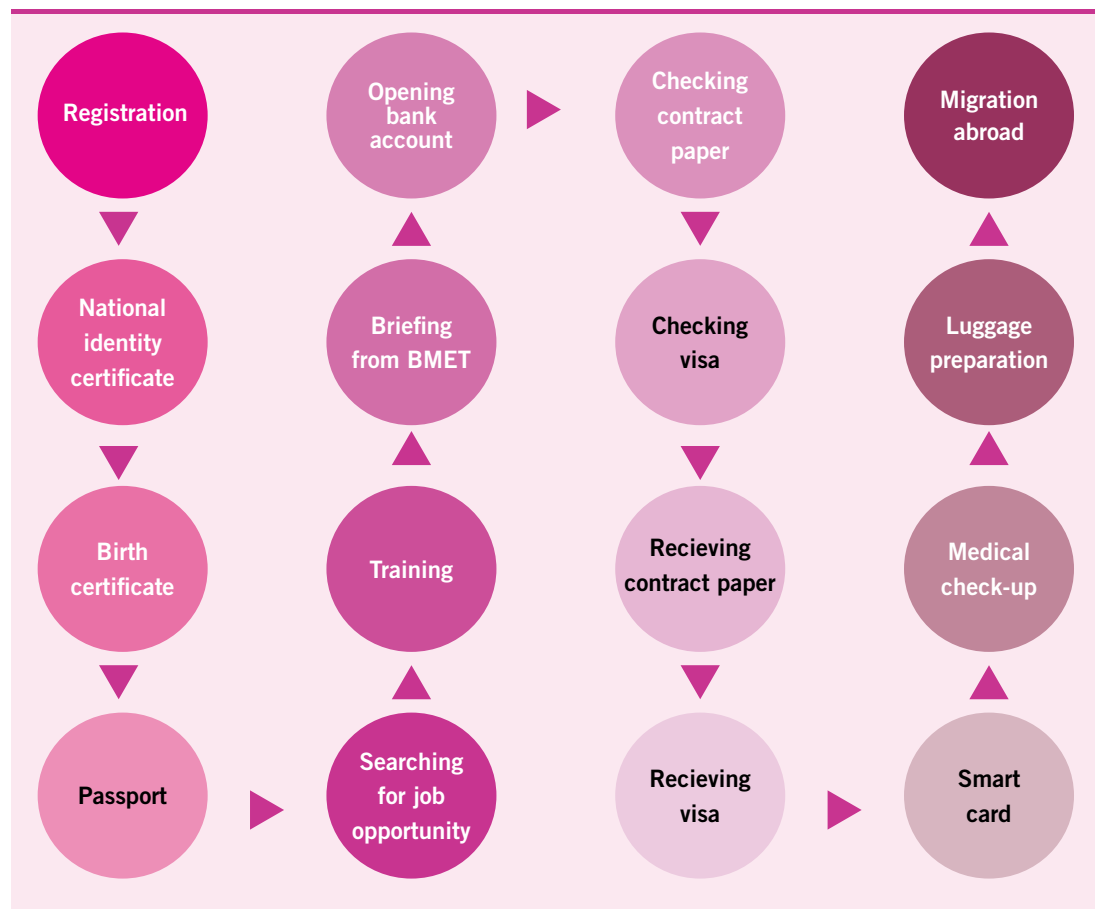 Registration
National
identity
certificate
Birth
certificate
Passport
Searching
for job
opportunity
Training
Briefing
from BMET
Opening
bank
account
Checking
contract
paper
Checking
visa
Recieving
contract paper
Recieving
visa
Smart
card
Medical
check-up
Luggage
preparation
Migration
abroad